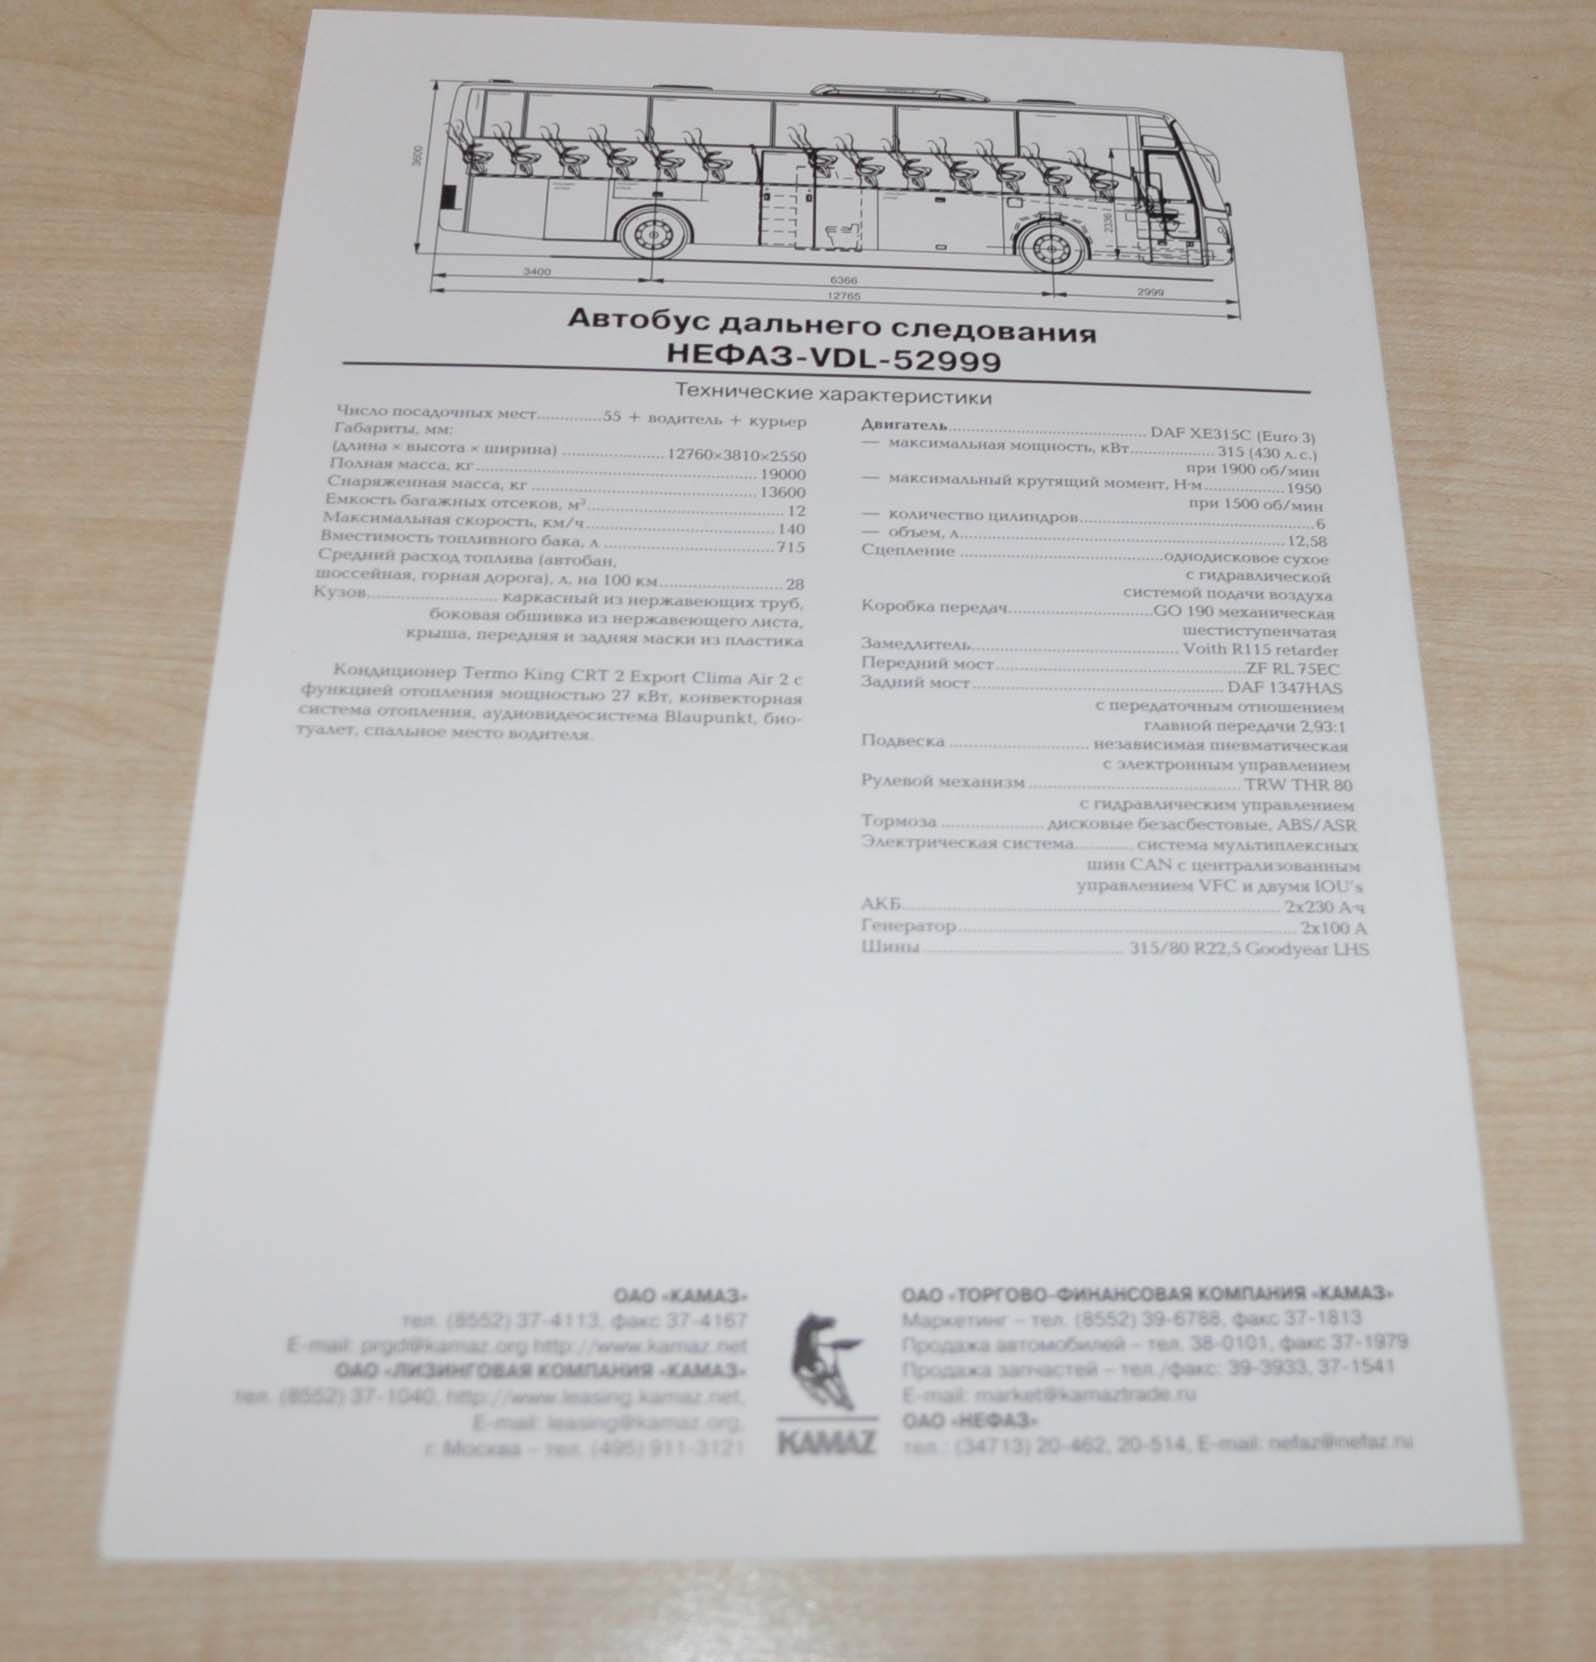 3600
2336
3400
6366
2999
12765
Автобус дальнего следования
НЕФАЗ-VDL-52999
Технические характеристики
Число посадочных мест.............55 + водитель + курьер
Габариты, мм:
(длина × высота × ширина) .....................12760×3810×2550
Полная масса, кг.........................................................19000
Снаряженная масса, кг ..............................................13600
Емкость багажных отсеков, м³........................................12
Максимальная скорость, км/ч.......................................140
Вместимость топливного бака, л ...................................715
Средний расход топлива (автобан,
шоссейная, горная дорога), л, на 100 км.........................28
Кузов........................... каркасный из нержавеющих труб,
боковая обшивка из нержавеющего листа,
крыша, передняя и задняя маски из пластика
Кондиционер Termo King CRT 2 Export Clima Air 2 с
функцией отопления мощностью 27 кВт, конвекторная
система отопления, аудиовидеосистема Blaupunkt, био-
туалет, спальное место водителя.
Двигатель........................................ DAF XE315C (Euro 3)
— максимальная мощность, кВт................. 315 (430 л.с.)
при 1900 об/мин
— максимальный крутящий момент, Н·м................1950
при 1500 об/мин
— количество цилиндров...............................................6
— объем, л..................................................................12,58
Сцепление .........................................однодисковое сухое
с гидравлической
системой подачи воздуха
Коробка передач.............................GO 190 механическая
шестиступенчатая
Замедлитель.......................................... Voith R115 retarder
Передний мост..................................................ZF RL 75EC
Задний мост.................................................. DAF 1347HAS
с передаточным отношением
главной передачи 2,93:1
Подвеска ............................ независимая пневматическая
с электронным управлением
Рулевой механизм........................................... TRW THR 80
с гидравлическим управлением
Тормоза .....................дисковые безасбестовые, ABS/ASR
Электрическая система............ система мультиплексных
шин CAN с централизованным
управлением VFC и двумя IOU's
АКБ............................................................................ 2x230 А·ч
Генератор..................................................................... 2x100 А
Шины......................................... 315/80 R22,5 Goodyear LHS
ОАО «КАМАЗ»
тел. (8552) 37-4113, факс 37-4167
E-mail: prgd@kamaz.org http://www.kamaz.net
ОАО «ЛИЗИНГОВАЯ КОМПАНИЯ «КАМАЗ»
тел. (8552) 37-1040, http://www.leasing.kamaz.net,
E-mail: leasing@kamaz.org,
г. Москва – тел. (495) 911-3121
KAMAZ
ОАО «ТОРГОВО-ФИНАНСОВАЯ КОМПАНИЯ «КАМАЗ»
Маркетинг – тел. (8552) 39-6788, факс 37-1813
Продажа автомобилей – тел. 38-0101, факс 37-1979
Продажа запчастей – тел./факс: 39-3933, 37-1541
E-mail: market@kamaztrade.ru
ОАО «НЕФАЗ»
тел.: (34713) 20-462, 20-514, E-mail: nefaz@nefaz.ru